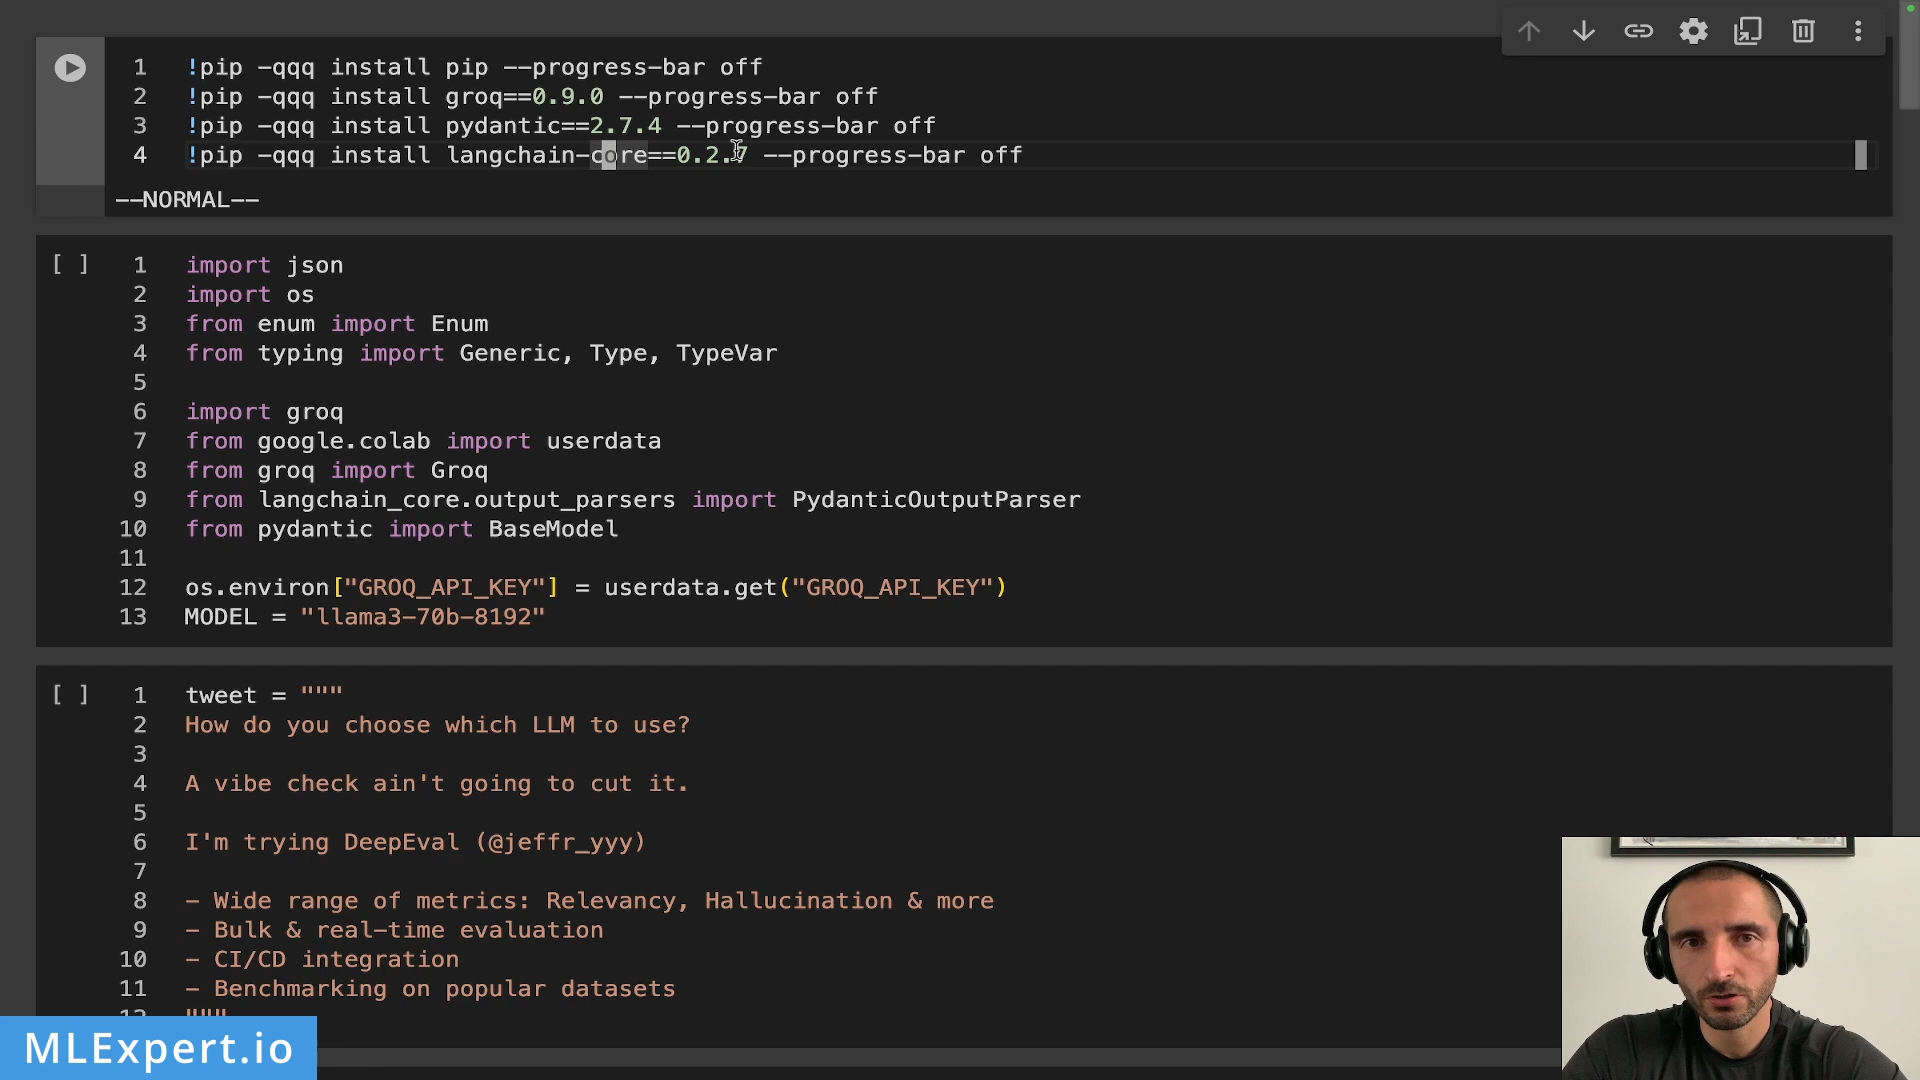 1 !pip -qqq install pip --progress-bar off
2 !pip -qqq install groq==0.9.0 --progress-bar off
3 !pip -qqq install pydantic==2.7.4 --progress-bar off
4 !pip -qqq install langchain-core==0.2.7 --progress-bar off
--NORMAL--
[ ] 1 import json
2 import os
3 from enum import Enum
4 from typing import Generic, Type, TypeVar
5
6 import groq
7 from google.colab import userdata
8 from groq import Groq
9 from langchain_core.output_parsers import PydanticOutputParser
10 from pydantic import BaseModel
11
12 os.environ["GROQ_API_KEY"] = userdata.get("GROQ_API_KEY")
13 MODEL = "llama3-70b-8192"
[ ] 1 tweet = """
2 How do you choose which LLM to use?
3
4 A vibe check ain't going to cut it.
5
6 I'm trying DeepEval (@jeffr_yyy)
7
8 - Wide range of metrics: Relevancy, Hallucination & more
9 - Bulk & real-time evaluation
10 - CI/CD integration
11 - Benchmarking on popular datasets
12 """
MLExpert.io